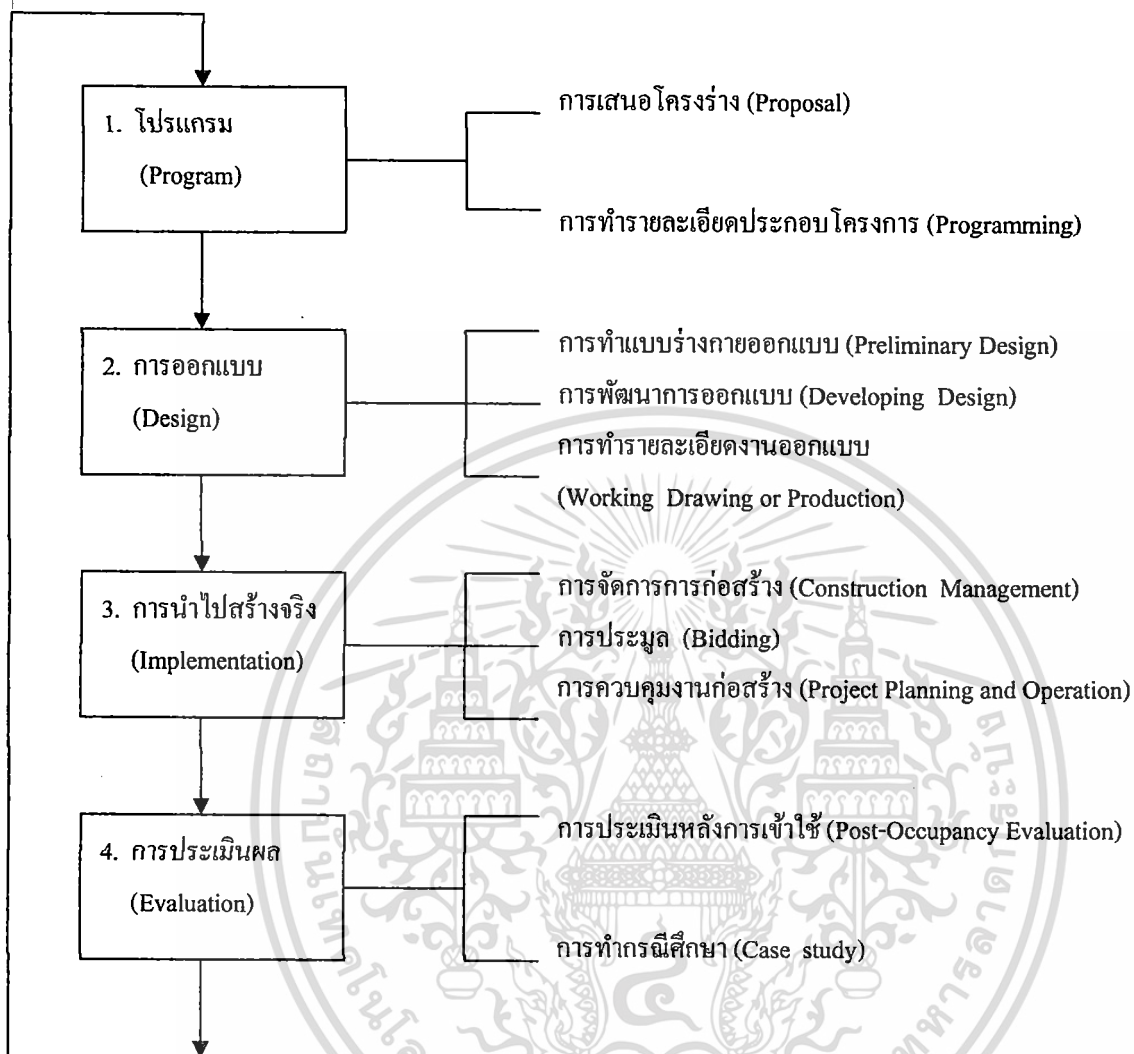 1. โปรแกรม
(Program)
การเสนอโครงร่าง (Proposal)
การทำรายละเอียดประกอบโครงการ (Programming)
2. การออกแบบ
(Design)
การทำแบบร่างกายออกแบบ (Preliminary Design)
การพัฒนาการออกแบบ (Developing Design)
การทำรายละเอียดงานออกแบบ
(Working Drawing or Production)
3. การนำไปสร้างจริง
(Implementation)
การจัดการการก่อสร้าง (Construction Management)
การประมูล (Bidding)
การควบคุมงานก่อสร้าง (Project Planning and Operation)
4. การประเมินผล
(Evaluation)
การประเมินหลังการเข้าใช้ (Post-Occupancy Evaluation)
การทำกรณีศึกษา (Case study)